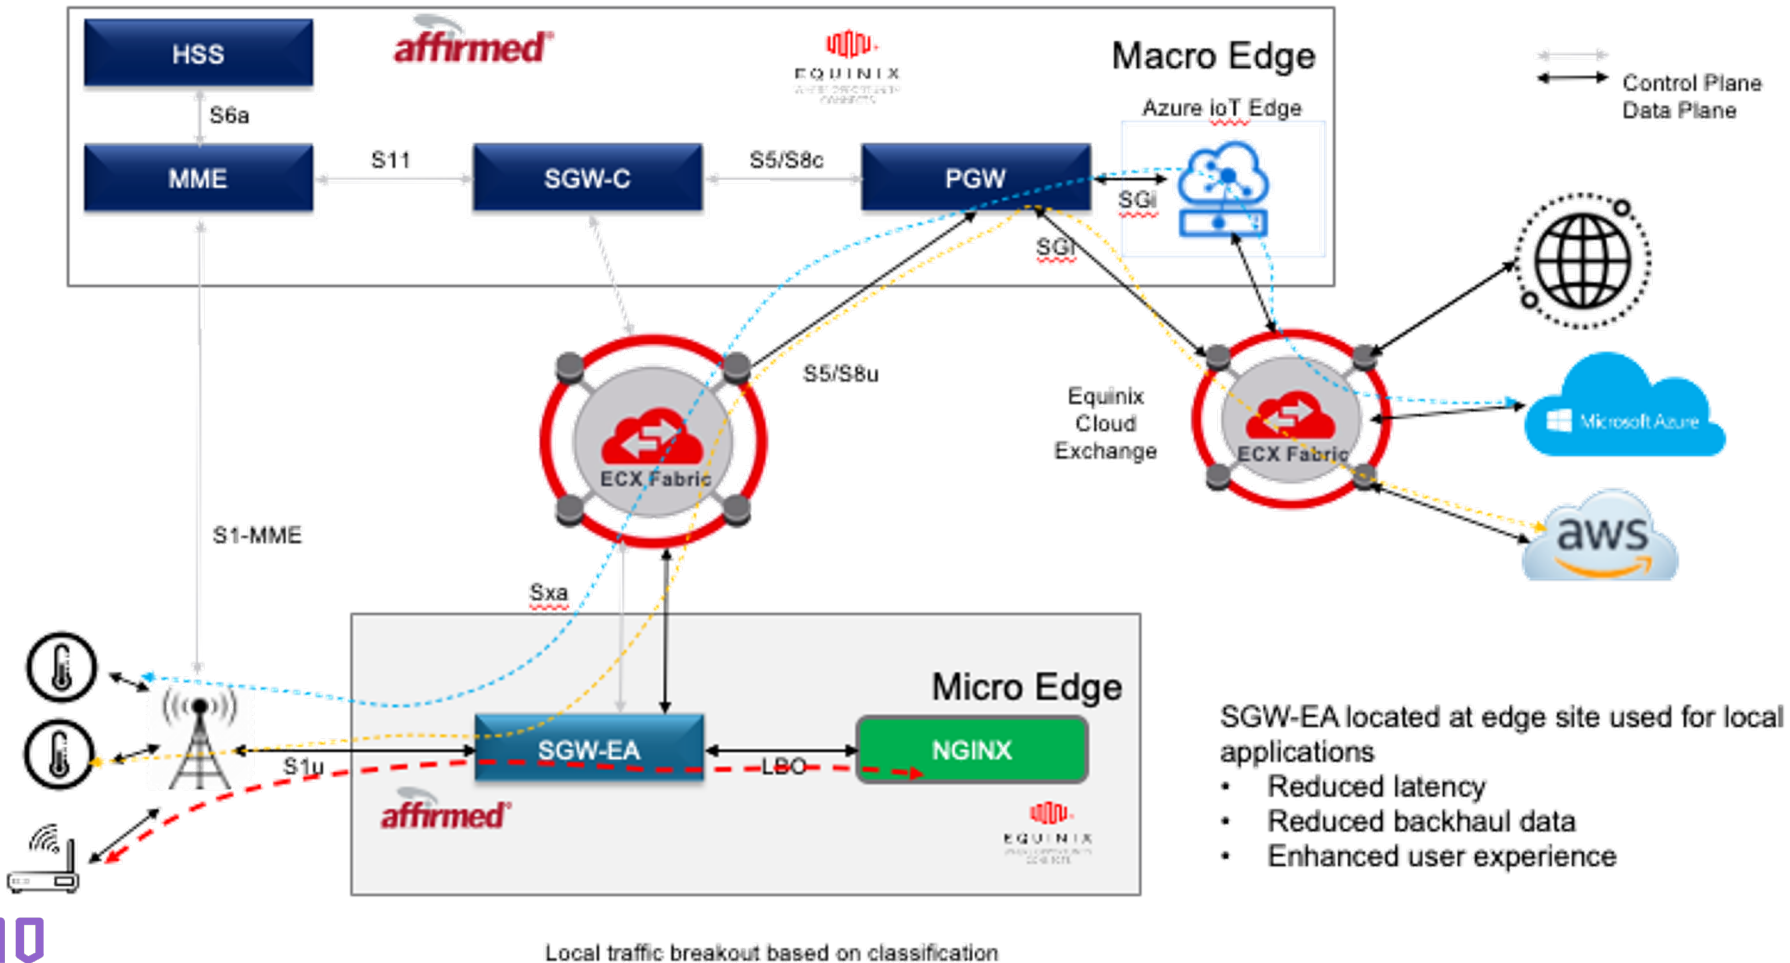 HSS
affirmed
EQUINIX
Macro Edge
Control Plane
Data Plane
Azure ioT Edge
S6a
MME
S11
SGW-C
S5/S8c
PGW
SGi
SGi
S5/S8u
Equinix
Cloud
Exchange
ECX Fabric
ECX Fabric
Microsoft Azure
aws
S1-MME
Sxa
Micro Edge
SGW-EA
NGINX
S1u
LBO
affirmed
EQUINIX
SGW-EA located at edge site used for local
applications
• Reduced latency
• Reduced backhaul data
• Enhanced user experience
Local traffic breakout based on classification